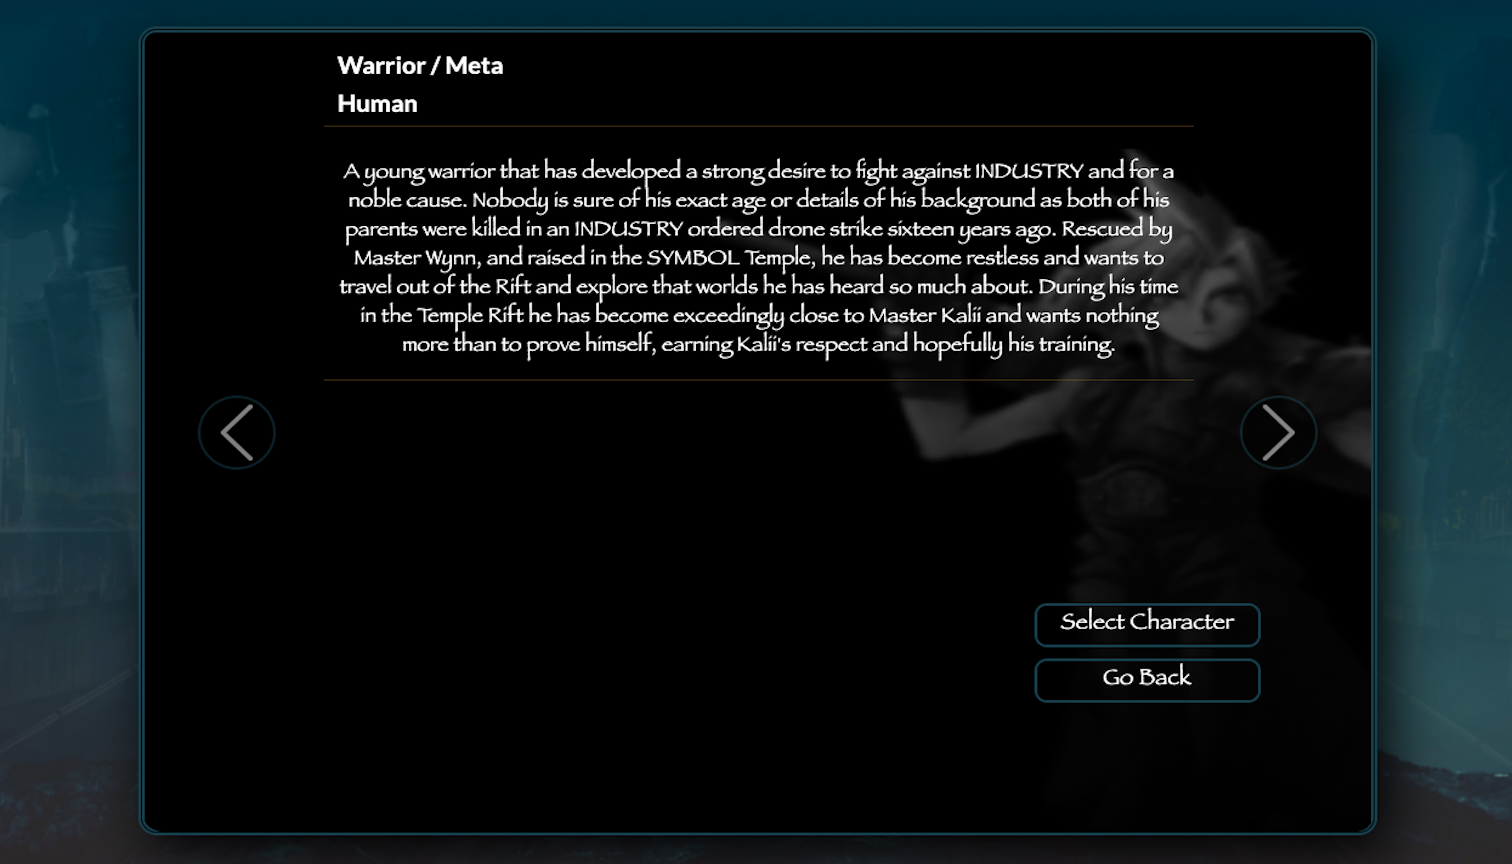 Warrior / Meta
Human
A young warrior that has developed a strong desire to fight against INDUSTRY and for a
noble cause. Nobody is sure of his exact age or details of his background as both of his
parents were killed in an INDUSTRY ordered drone strike sixteen years ago. Rescued by
Master Wynn, and raised in the SYMBOL Temple, he has become restless and wants to
travel out of the Rift and explore that worlds he has heard so much about. During his time
in the Temple Rift he has become exceedingly close to Master Kalii and wants nothing
more than to prove himself, earning Kalii's respect and hopefully his training.
Select Character
Go Back